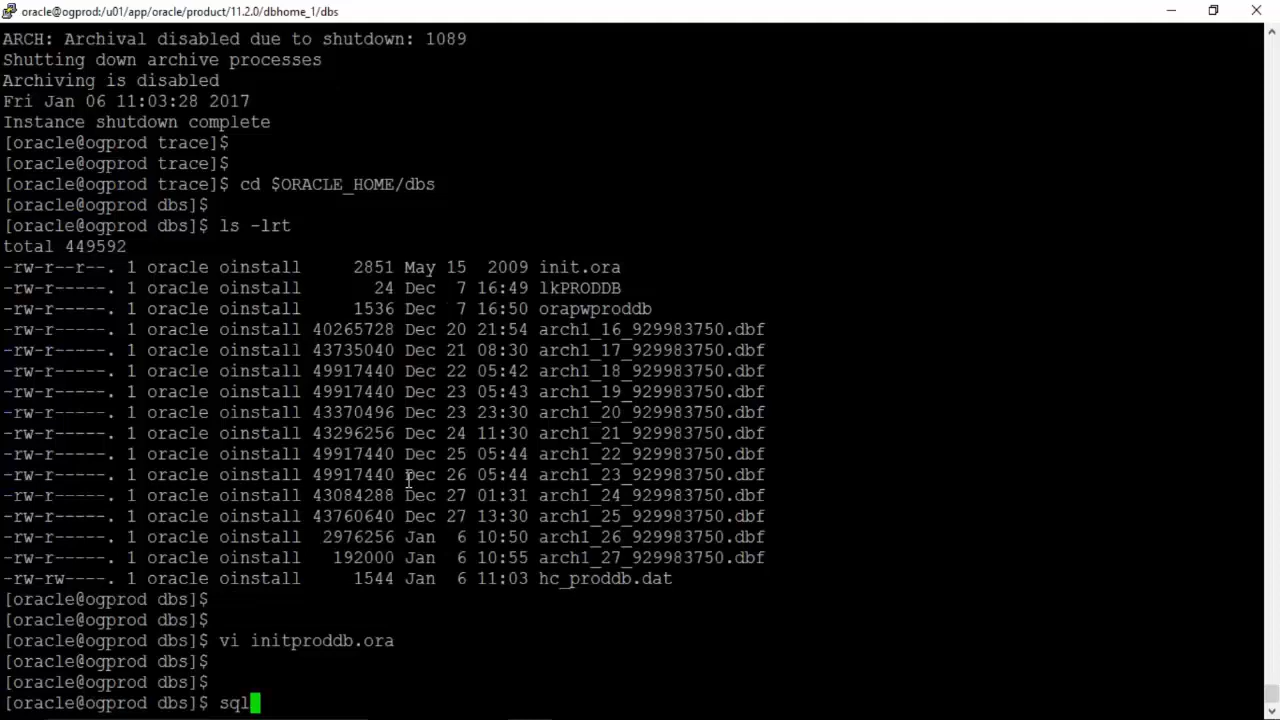 oracle@ogprod:/u01/app/oracle/product/11.2.0/dbhome_1/dbs
ARCH: Archival disabled due to shutdown: 1089
Shutting down archive processes
Archiving is disabled
Fri Jan 06 11:03:28 2017
Instance shutdown complete
[oracle@ogprod trace]$
[oracle@ogprod trace]$
[oracle@ogprod trace]$ cd $ORACLE_HOME/dbs
[oracle@ogprod dbs]$
[oracle@ogprod dbs]$ ls -lrt
total 449592
-rw-r--r--. 1 oracle oinstall     2851 May 15  2009 init.ora
-rw-r-----. 1 oracle oinstall       24 Dec  7 16:49 lkPRODDB
-rw-r-----. 1 oracle oinstall     1536 Dec  7 16:50 orapwproddb
-rw-r-----. 1 oracle oinstall 40265728 Dec 20 21:54 arch1_16_929983750.dbf
-rw-r-----. 1 oracle oinstall 43735040 Dec 21 08:30 arch1_17_929983750.dbf
-rw-r-----. 1 oracle oinstall 49917440 Dec 22 05:42 arch1_18_929983750.dbf
-rw-r-----. 1 oracle oinstall 49917440 Dec 23 05:43 arch1_19_929983750.dbf
-rw-r-----. 1 oracle oinstall 43370496 Dec 23 23:30 arch1_20_929983750.dbf
-rw-r-----. 1 oracle oinstall 43296256 Dec 24 11:30 arch1_21_929983750.dbf
-rw-r-----. 1 oracle oinstall 49917440 Dec 25 05:44 arch1_22_929983750.dbf
-rw-r-----. 1 oracle oinstall 49917440 Dec 26 05:44 arch1_23_929983750.dbf
-rw-r-----. 1 oracle oinstall 43084288 Dec 27 01:31 arch1_24_929983750.dbf
-rw-r-----. 1 oracle oinstall 43760640 Dec 27 13:30 arch1_25_929983750.dbf
-rw-r-----. 1 oracle oinstall  2976256 Jan  6 10:50 arch1_26_929983750.dbf
-rw-r-----. 1 oracle oinstall   192000 Jan  6 10:55 arch1_27_929983750.dbf
-rw-rw----. 1 oracle oinstall     1544 Jan  6 11:03 hc_proddb.dat
[oracle@ogprod dbs]$
[oracle@ogprod dbs]$
[oracle@ogprod dbs]$ vi initproddb.ora
[oracle@ogprod dbs]$
[oracle@ogprod dbs]$
[oracle@ogprod dbs]$ sql